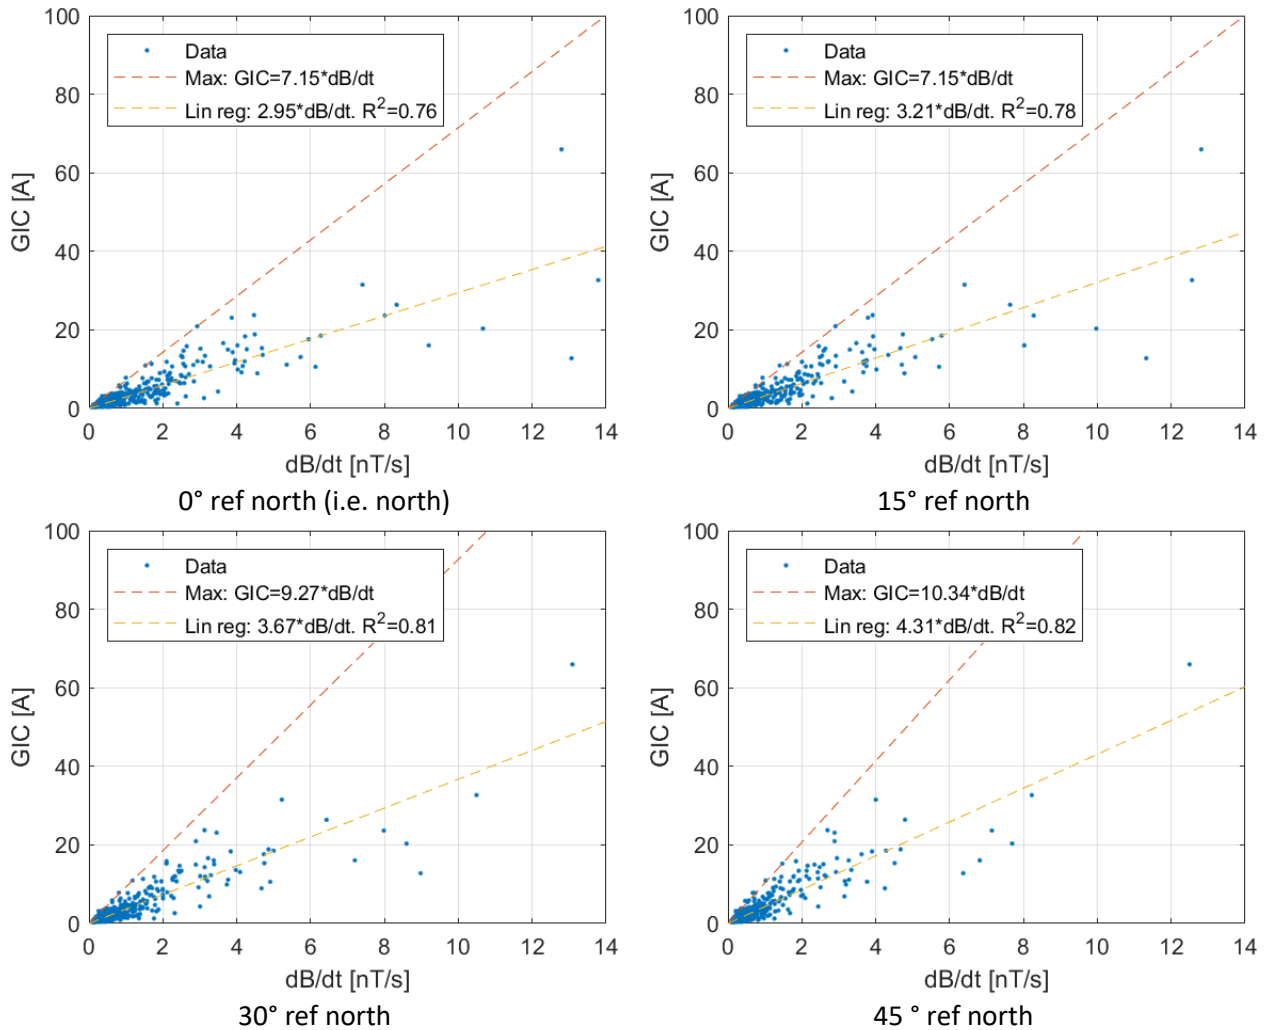 100
80
60
40
20
0
GIC [A]
Data
Max: GIC=7.15*dB/dt
Lin reg: 2.95*dB/dt. R²=0.76
0 2 4 6 8 10 12 14
dB/dt [nT/s]
0° ref north (i.e. north)
100
80
60
40
20
0
GIC [A]
Data
Max: GIC=7.15*dB/dt
Lin reg: 3.21*dB/dt. R²=0.78
0 2 4 6 8 10 12 14
dB/dt [nT/s]
15° ref north
100
80
60
40
20
0
GIC [A]
Data
Max: GIC=9.27*dB/dt
Lin reg: 3.67*dB/dt. R²=0.81
0 2 4 6 8 10 12 14
dB/dt [nT/s]
30° ref north
100
80
60
40
20
0
GIC [A]
Data
Max: GIC=10.34*dB/dt
Lin reg: 4.31*dB/dt. R²=0.82
0 2 4 6 8 10 12 14
dB/dt [nT/s]
45 ° ref north